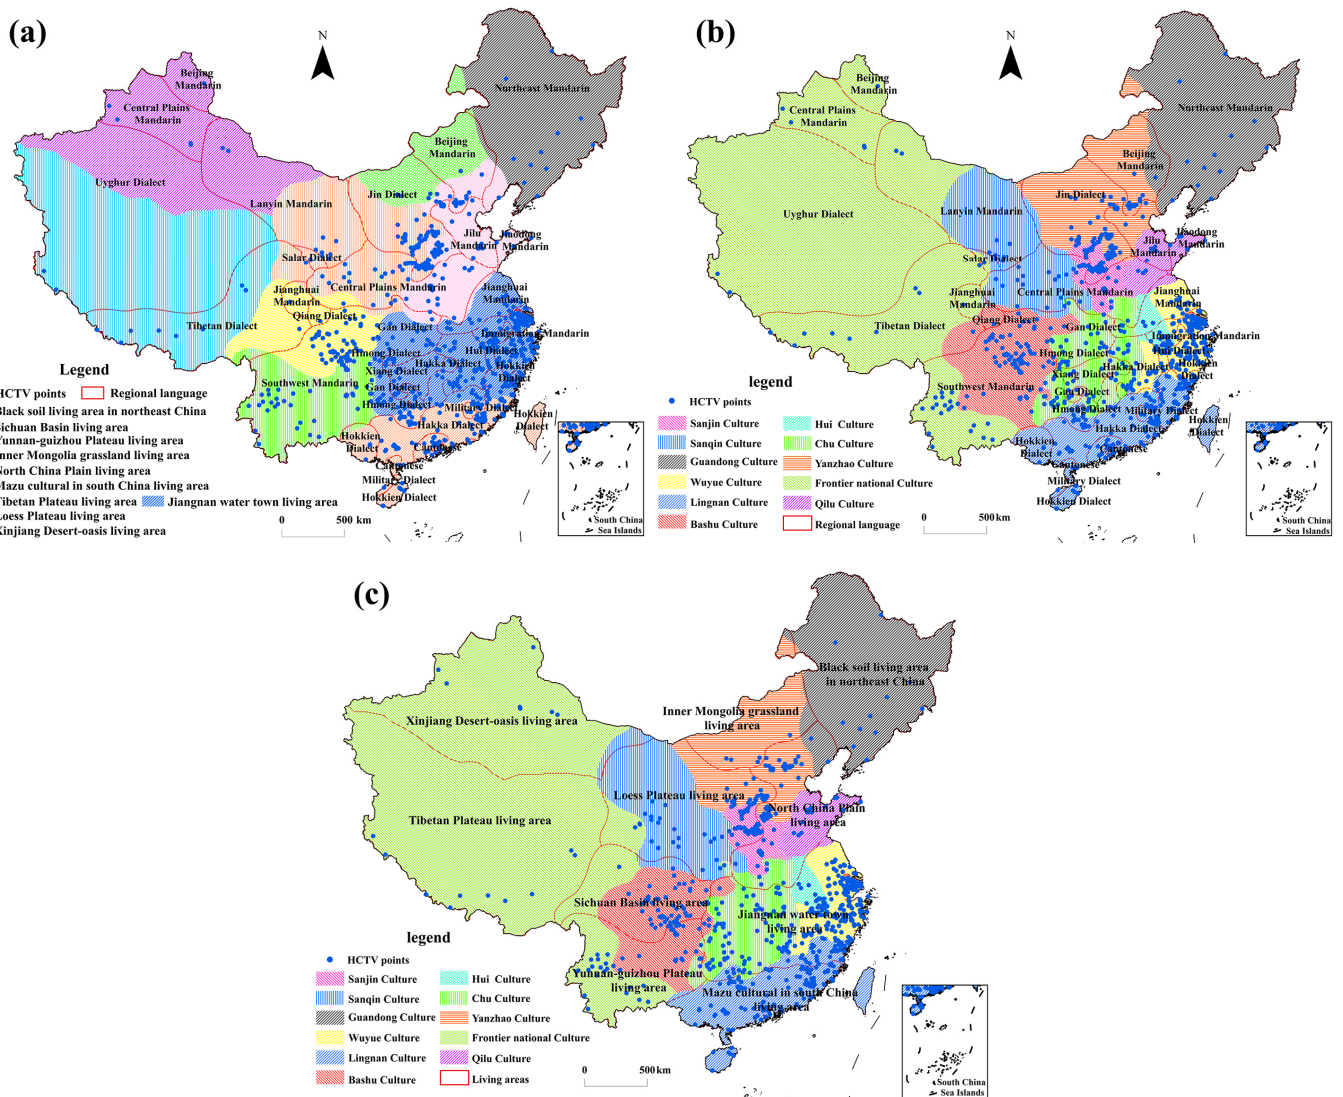 (a)
N
Beijing
Mandarin
Northeast Mandarin
Central Plains
Mandarin
Beijing
Mandarin
Uyghur Dialect
Jin Dialect
Lanyin Mandarin
Jilu
Mandarin
Jiaodong
Mandarin
Salar Dialect
Jianghuai
Mandarin
Central Plains Mandarin
Jianghuai
Mandarin
Qiang Dialect
Tibetan Dialect
Gan Dialect
Immigrating Mandarin
Hmong Dialect
Hui Dialect
Hakka Dialect
Xiang Dialect
Hokkien
Dialect
Southwest Mandarin
Gan Dialect
Hmong Dialect
Military Dialect
Hakka Dialect
Hokkien
Dialect
Hokkien
Dialect
Cantonese
Cantonese
Military Dialect
Hokkien Dialect
Legend
HCTV points
Regional language
Black soil living area in northeast China
Sichuan Basin living area
Yunnan-guizhou Plateau living area
Inner Mongolia grassland living area
North China Plain living area
Mazu cultural in south China living area
Tibetan Plateau living area
Jiangnan water town living area
Loess Plateau living area
Xinjiang Desert-oasis living area
0 500 km
South China
Sea Islands
(b)
N
Beijing
Mandarin
Northeast Mandarin
Central Plains
Mandarin
Beijing
Mandarin
Uyghur Dialect
Jin Dialect
Lanyin Mandarin
Jilu
Mandarin
Jiaodong
Mandarin
Salar Dialect
Jianghuai
Mandarin
Central Plains Mandarin
Jianghuai
Mandarin
Qiang Dialect
Tibetan Dialect
Gan Dialect
Immigrating Mandarin
Hmong Dialect
Hui Dialect
Hakka Dialect
Xiang Dialect
Hokkien
Dialect
Southwest Mandarin
Gan Dialect
Hmong Dialect
Military Dialect
Hakka Dialect
Hokkien
Dialect
Hokkien
Dialect
Cantonese
Cantonese
Military Dialect
Hokkien Dialect
legend
HCTV points
Sanjin Culture
Hui Culture
Sanqin Culture
Chu Culture
Guandong Culture
Yanzhao Culture
Wuyue Culture
Frontier national Culture
Lingnan Culture
Qilu Culture
Bashu Culture
Regional language
0 500km
South China
Sea Islands
(c)
Black soil living area
in northeast China
Inner Mongolia grassland
living area
Xinjiang Desert-oasis living area
Loess Plateau living area
North China Plain
living area
Tibetan Plateau living area
Sichuan Basin living area
Jiangnan water town
living area
Yunnan-guizhou Plateau
living area
Mazu cultural in south China
living area
legend
HCTV points
Sanjin Culture
Hui Culture
Sanqin Culture
Chu Culture
Guandong Culture
Yanzhao Culture
Wuyue Culture
Frontier national Culture
Lingnan Culture
Qilu Culture
Bashu Culture
Living areas
0 500km
South China
Sea Islands